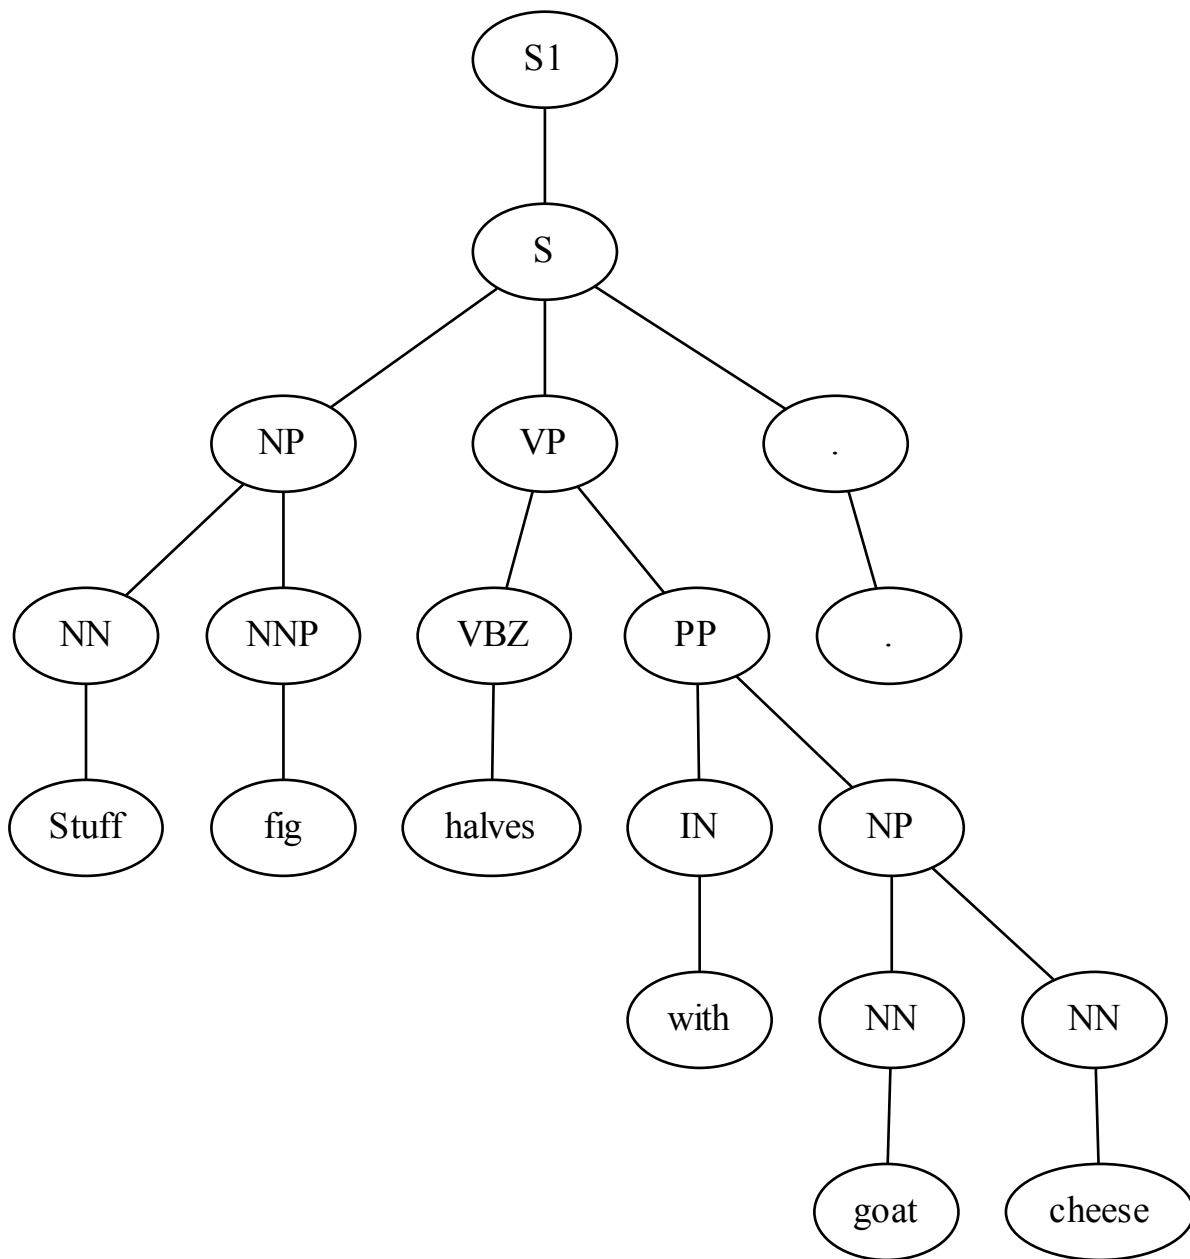 S1
S
NP VP .
NN NNP VBZ PP .
Stuff fig halves IN NP
with NN NN
goat cheese